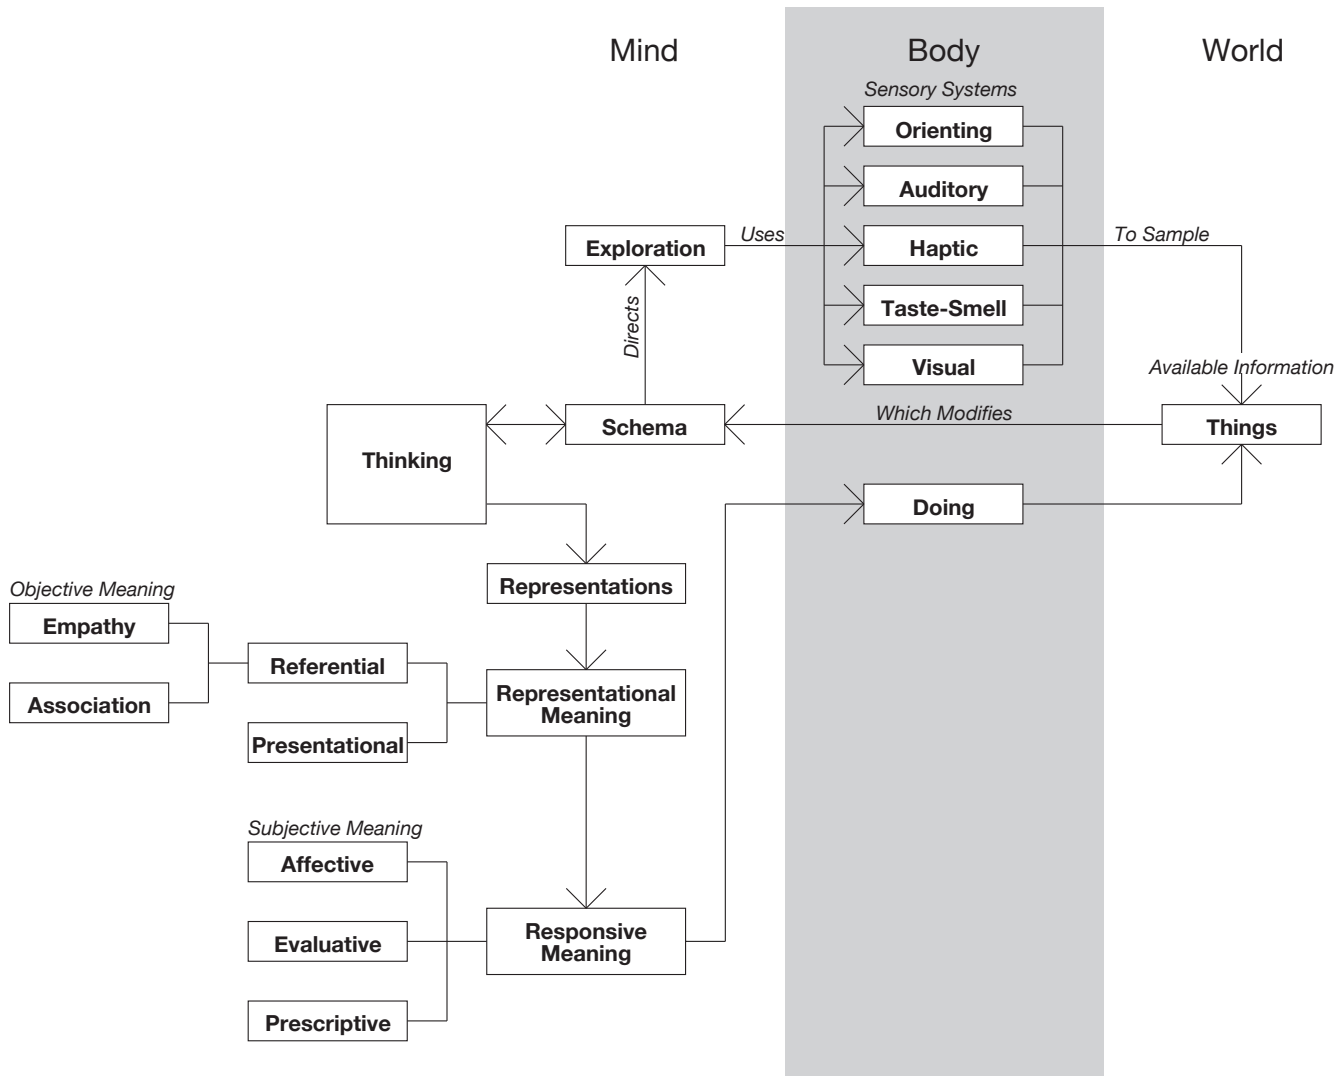 Mind
Body
World
Sensory Systems
Orienting
Auditory
Exploration
Uses
Haptic
To Sample
Directs
Taste-Smell
Visual
Available Information
Thinking
Schema
Which Modifies
Things
Doing
Representations
Objective Meaning
Empathy
Association
Referential
Presentational
Representational
Meaning
Subjective Meaning
Affective
Evaluative
Prescriptive
Responsive
Meaning